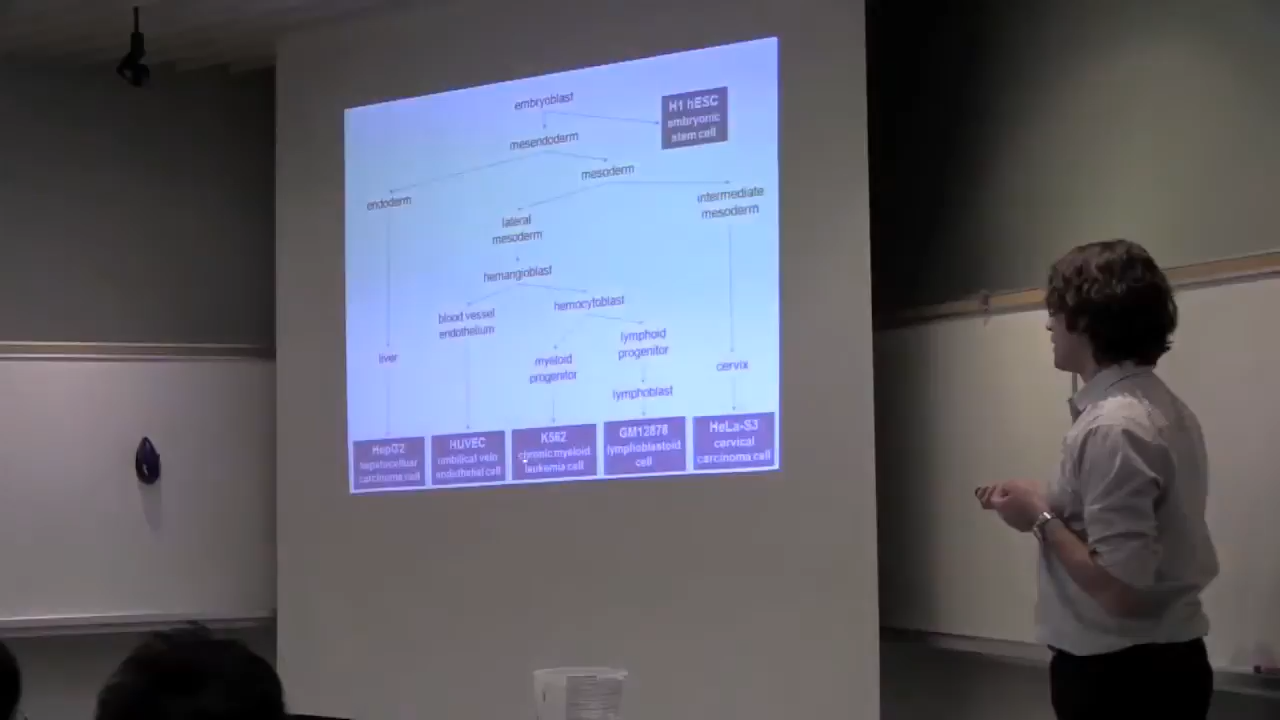 embryoblast
H1 hESC
embryonic
stem cell
mesendoderm
mesoderm
endoderm
intermediate
mesoderm
lateral
mesoderm
hemangioblast
hemocytoblast
blood vessel
endothelium
lymphoid
progenitor
liver
myeloid
progenitor
cervix
lymphoblast
HepG2
hepatocelluar
carcinoma cell
HUVEC
umbilical vein
endothelial cell
K562
chronic myeloid
leukemia cell
GM12878
lymphoblastoid
cell
HeLa-S3
cervical
carcinoma cell